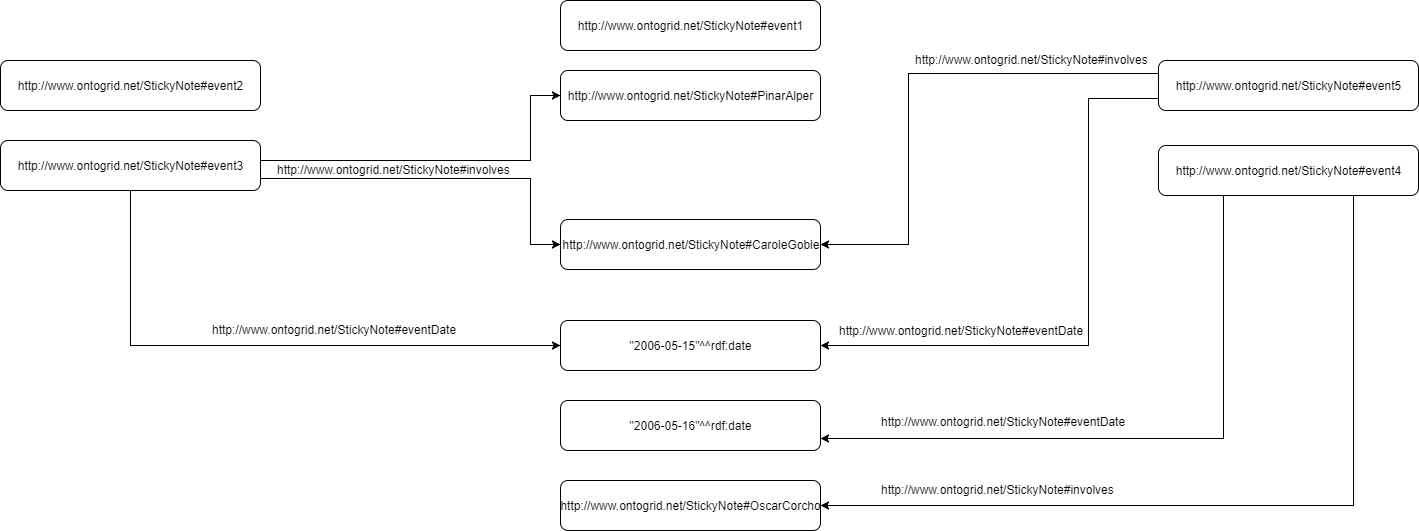 http://www.ontogrid.net/StickyNote#event1
http://www.ontogrid.net/StickyNote#involves
http://www.ontogrid.net/StickyNote#event2
http://www.ontogrid.net/StickyNote#PinarAlper
http://www.ontogrid.net/StickyNote#event5
http://www.ontogrid.net/StickyNote#event3
http://www.ontogrid.net/StickyNote#involves
http://www.ontogrid.net/StickyNote#event4
http://www.ontogrid.net/StickyNote#CaroleGoble
http://www.ontogrid.net/StickyNote#eventDate
"2006-05-15"^^rdf:date
http://www.ontogrid.net/StickyNote#eventDate
"2006-05-16"^^rdf:date
http://www.ontogrid.net/StickyNote#eventDate
http://www.ontogrid.net/StickyNote#OscarCorcho
http://www.ontogrid.net/StickyNote#involves